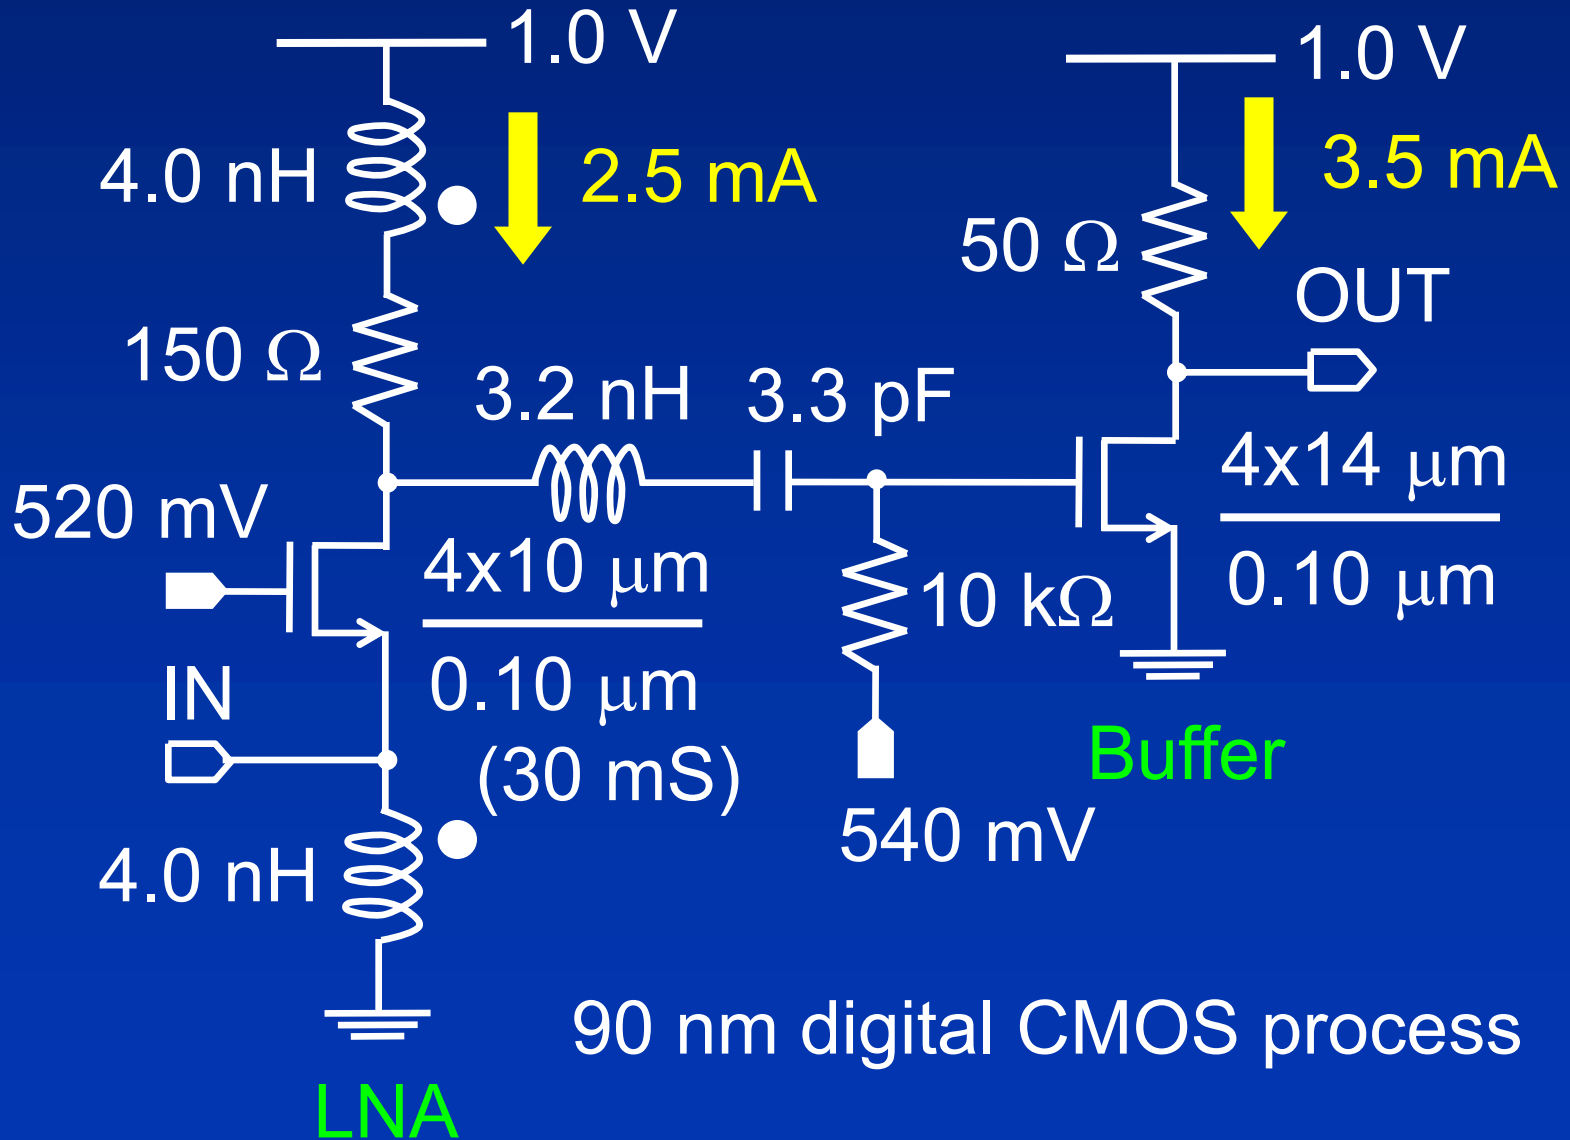 1.0 V
4.0 nH
2.5 mA
150 Ω
3.2 nH
3.3 pF
520 mV
4x10 μm
0.10 μm
(30 mS)
IN
4.0 nH
LNA
1.0 V
3.5 mA
50 Ω
OUT
4x14 μm
0.10 μm
10 kΩ
540 mV
Buffer
90 nm digital CMOS process